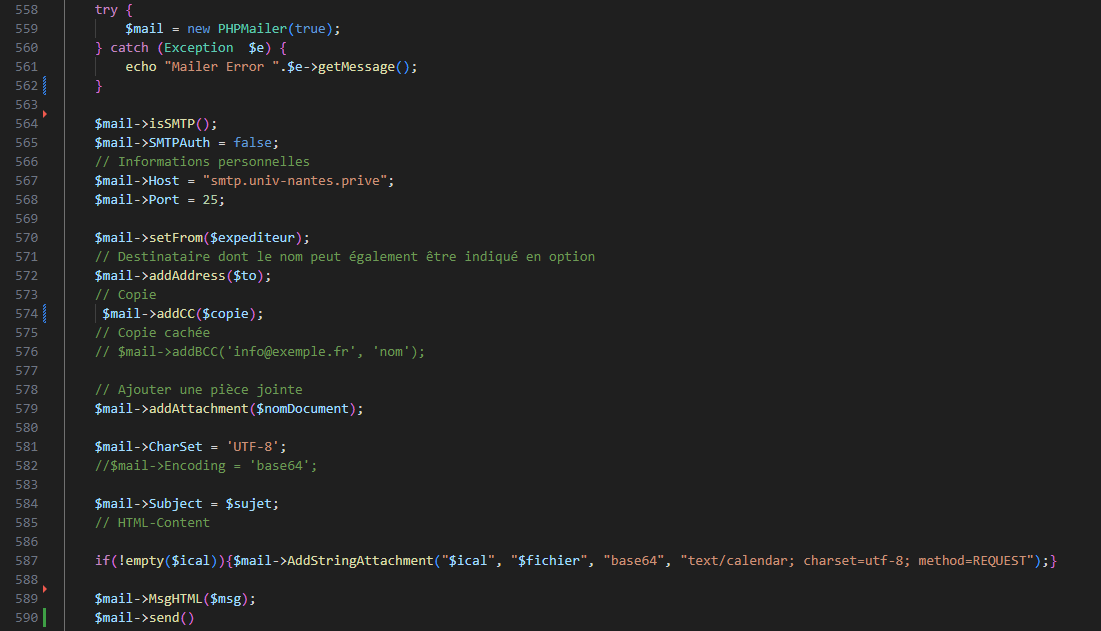 558 try {
559 $mail = new PHPMailer(true);
560 } catch (Exception  $e) {
561 echo "Mailer Error ".$e->getMessage();
562 }
563
564 $mail->isSMTP();
565 $mail->SMTPAuth = false;
566 // Informations personnelles
567 $mail->Host = "smtp.univ-nantes.prive";
568 $mail->Port = 25;
569
570 $mail->setFrom($expediteur);
571 // Destinataire dont le nom peut également être indiqué en option
572 $mail->addAddress($to);
573 // Copie
574 $mail->addCC($copie);
575 // Copie cachée
576 // $mail->addBCC('info@exemple.fr', 'nom');
577
578 // Ajouter une pièce jointe
579 $mail->addAttachment($nomDocument);
580
581 $mail->CharSet = 'UTF-8';
582 //$mail->Encoding = 'base64';
583
584 $mail->Subject = $sujet;
585 // HTML-Content
586
587 if(!empty($ical)){$mail->AddStringAttachment("$ical", "$fichier", "base64", "text/calendar; charset=utf-8; method=REQUEST");}
588
589 $mail->MsgHTML($msg);
590 $mail->send()